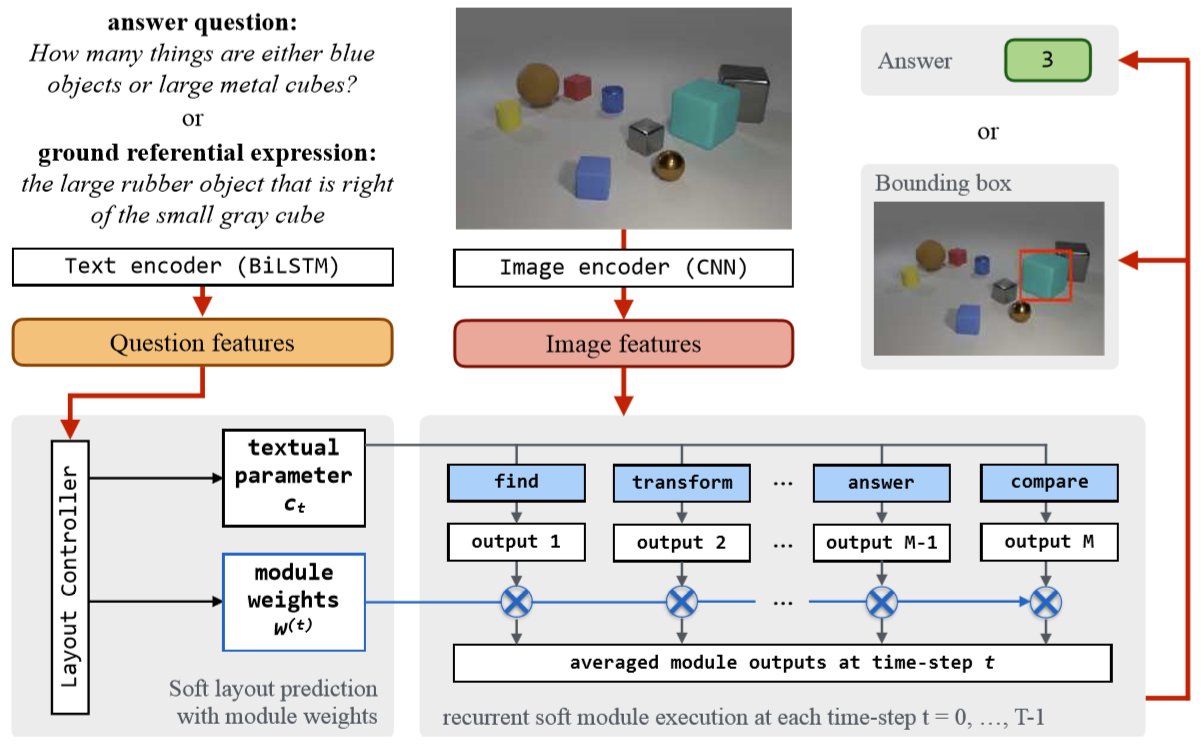 answer question:
How many things are either blue
objects or large metal cubes?
or
ground referential expression:
the large rubber object that is right
of the small gray cube
Text encoder (BiLSTM)
Question features
Image encoder (CNN)
Image features
Answer
3
or
Bounding box
Layout Controller
textual
parameter
c_t
module
weights
w^(t)
Soft layout prediction
with module weights
find
transform
...
answer
compare
output 1
output 2
...
output M-1
output M
...
averaged module outputs at time-step t
recurrent soft module execution at each time-step t = 0, ..., T-1